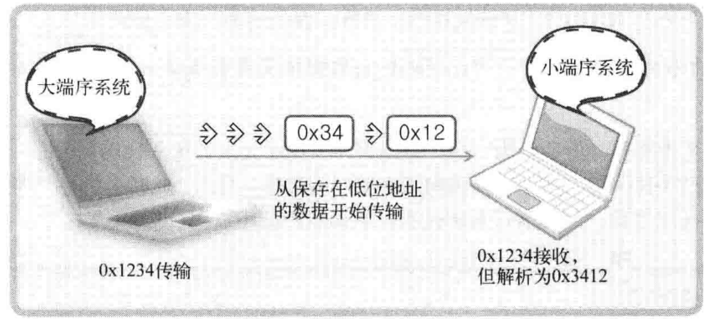 大端序系统
小端序系统
0x34
0x12
从保存在低位地址
的数据开始传输
0x1234传输
0x1234接收，
但解析为0x3412